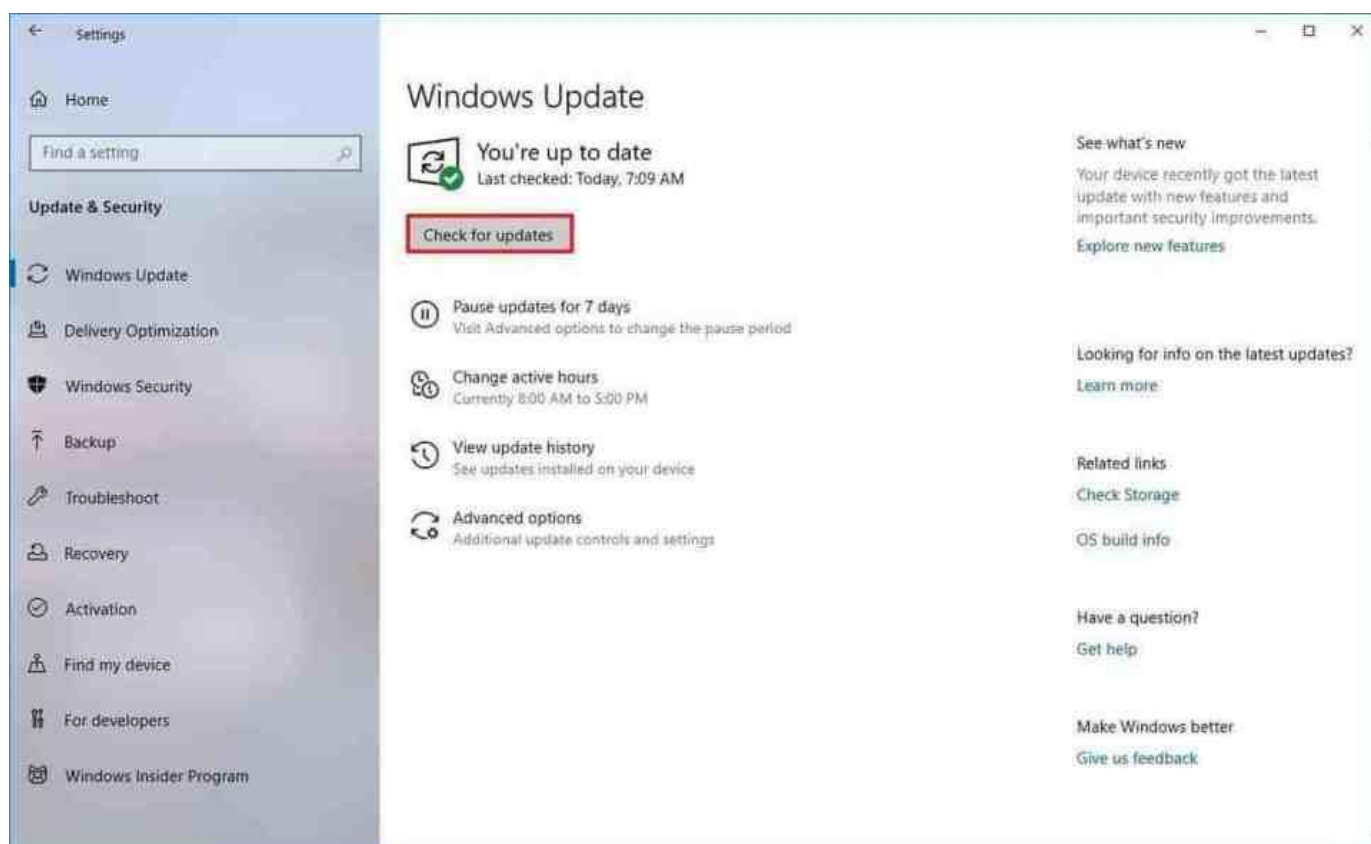 Settings
Home
Find a setting
Update & Security
Windows Update
Delivery Optimization
Windows Security
Backup
Troubleshoot
Recovery
Activation
Find my device
For developers
Windows Insider Program
Windows Update
You're up to date
Last checked: Today, 7:09 AM
Check for updates
Pause updates for 7 days
Visit Advanced options to change the pause period
Change active hours
Currently 8:00 AM to 5:00 PM
View update history
See updates installed on your device
Advanced options
Additional update controls and settings
See what's new
Your device recently got the latest
update with new features and
important security improvements.
Explore new features
Looking for info on the latest updates?
Learn more
Related links
Check Storage
OS build info
Have a question?
Get help
Make Windows better
Give us feedback